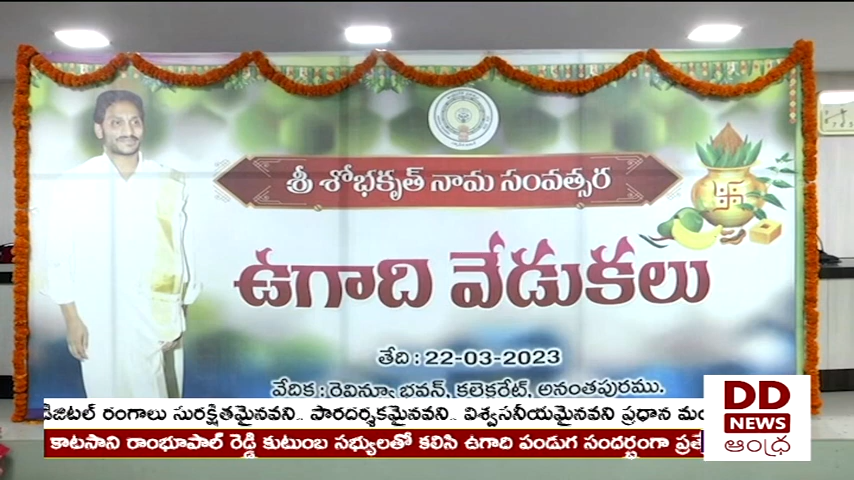 శ్రీ శోభకృత్ నామ సంవత్సర
ఉగాది వేడుకలు
తేది : 22-03-2023
వేదిక : రెవిన్యూ భవన్, కలెక్టరేట్, అనంతపురము.
డిజిటల్ రంగాలు సురక్షితమైనవని.. పారదర్శకమైనవని.. విశ్వసనీయమైనవని ప్రధాన మం
కాటసాని రాంభూపాల్ రెడ్డి కుటుంబ సభ్యులతో కలిసి ఉగాది పండుగ సందర్భంగా ప్రత్యే
DD
NEWS
ఆంధ్ర